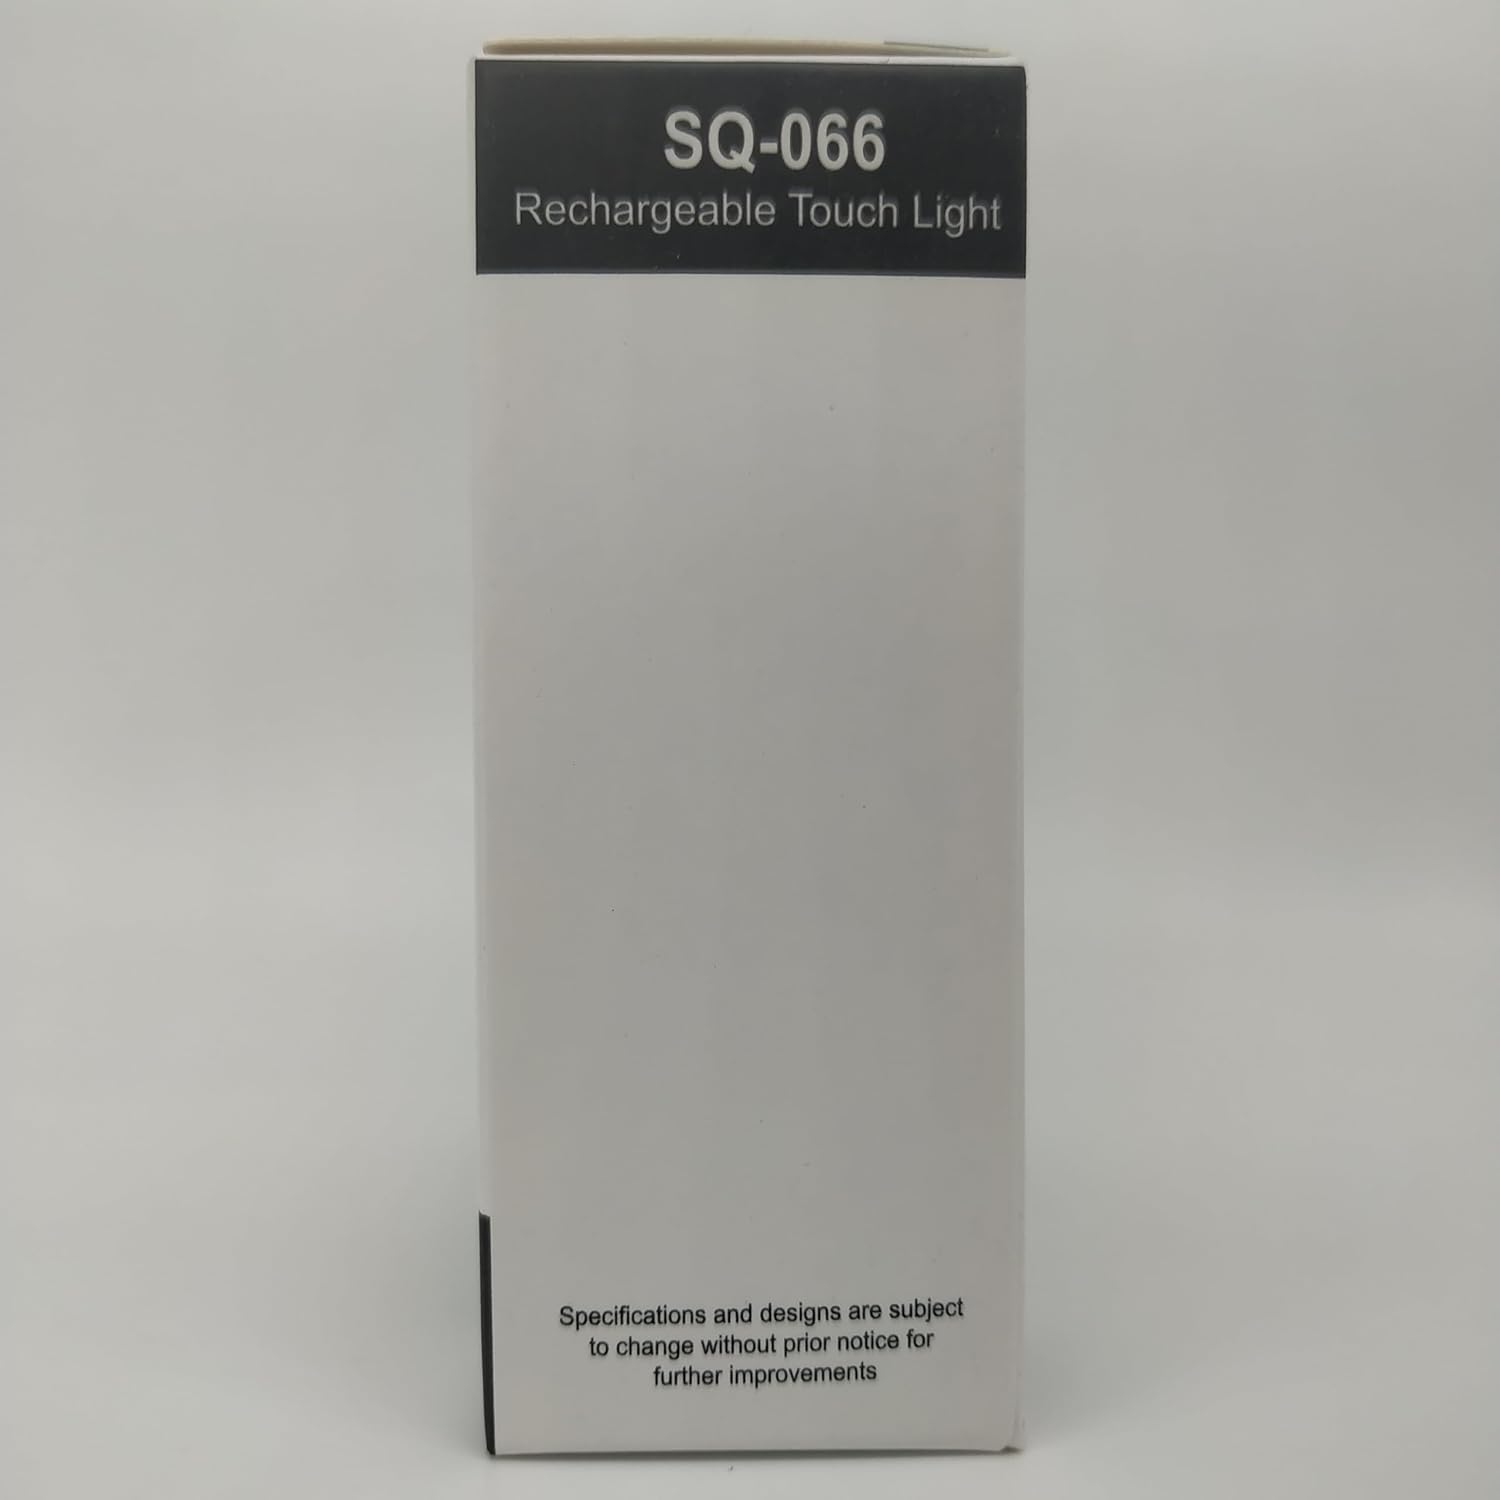 SQ-066
Rechargeable Touch Light
Specifications and designs are subject
to change without prior notice for
further improvements